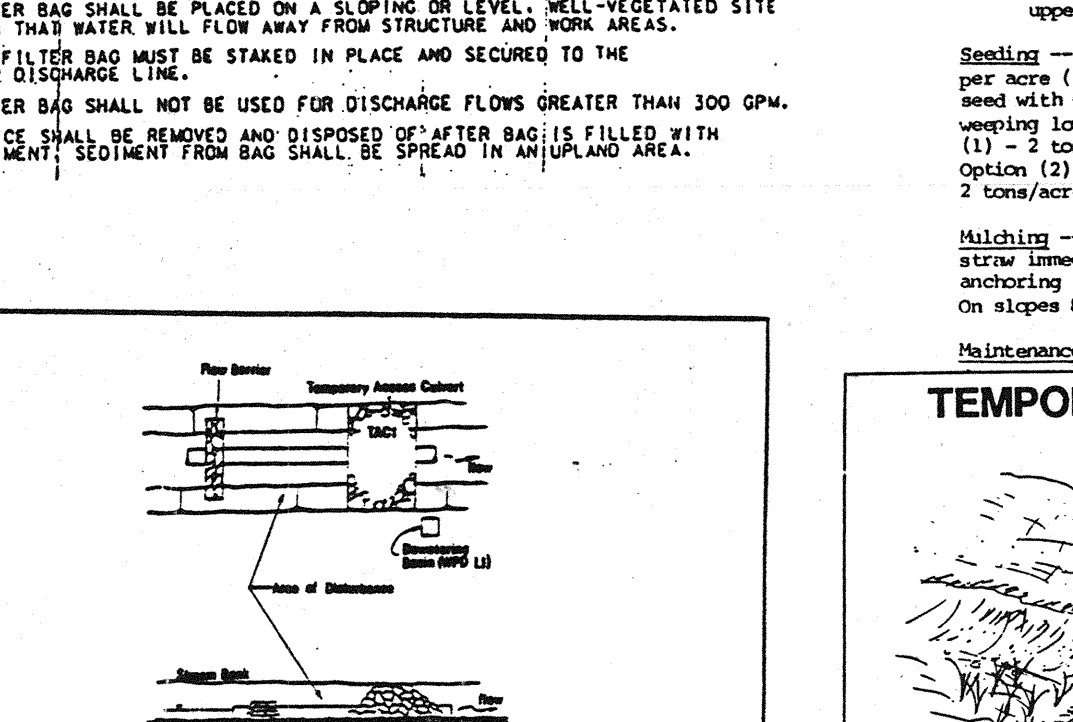 ER BAG SHALL BE PLACED ON A SLOPING OR LEVEL. WELL-VEGETATED SITE
THAT WATER WILL FLOW AWAY FROM STRUCTURE AND WORK AREAS.
FILTER BAG MUST BE STAKED IN PLACE AND SECURED TO THE
DISCHARGE LINE.
ER BAG SHALL NOT BE USED FOR DISCHARGE FLOWS GREATER THAN 300 GPM.
CE SHALL BE REMOVED AND DISPOSED OF AFTER BAG IS FILLED WITH
MENT. SEDIMENT FROM BAG SHALL BE SPREAD IN AN UPLAND AREA.
Flow Barrier
Temporary Access Culvert
TAC1
flow
Dewatering
Basin (WPD L1)
Area of Disturbance
Stream Bank
flow
uppe
Seeding --
per acre (
seed with
weeping lo
(1) - 2 to
Option (2)
2 tons/acr
Mulching -
straw imme
anchoring
On slopes 8
Maintenance
TEMPO